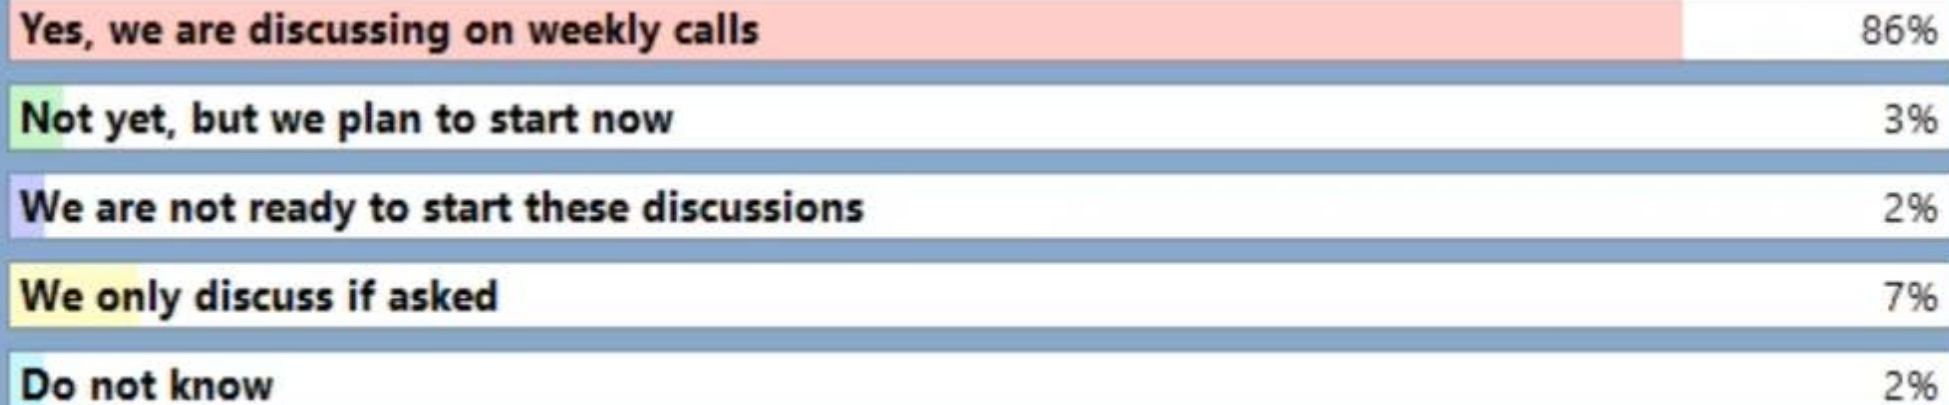 Yes, we are discussing on weekly calls 86%
Not yet, but we plan to start now 3%
We are not ready to start these discussions 2%
We only discuss if asked 7%
Do not know 2%